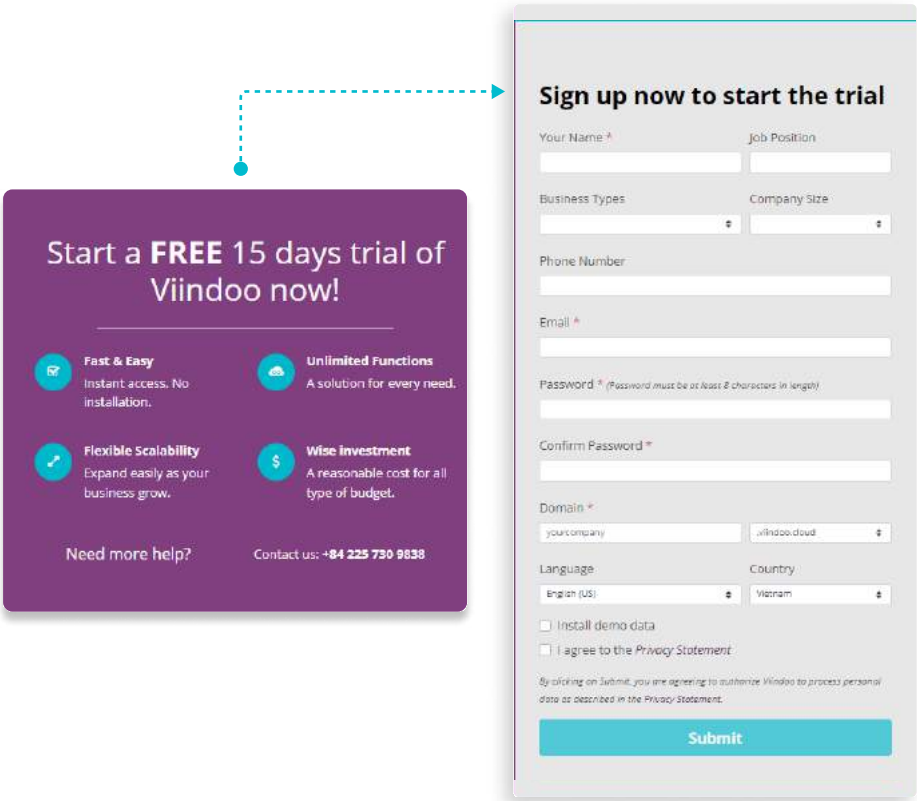 Start a FREE 15 days trial of
Viindoo now!
Fast & Easy
Instant access. No
installation.
Unlimited Functions
A solution for every need.
Flexible Scalability
Expand easily as your
business grow.
Wise investment
A reasonable cost for all
type of budget.
Need more help?
Contact us: +84 225 730 9838
Sign up now to start the trial
Your Name *
Job Position
Business Types
Company Size
Phone Number
Email *
Password * (Password must be at least 8 characters in length)
Confirm Password *
Domain *
yourcompany
.viindoo.cloud
Language
Country
English (US)
Vietnam
Install demo data
I agree to the Privacy Statement
By clicking on Submit, you are agreeing to authorize Viindoo to process personal
data as described in the Privacy Statement.
Submit